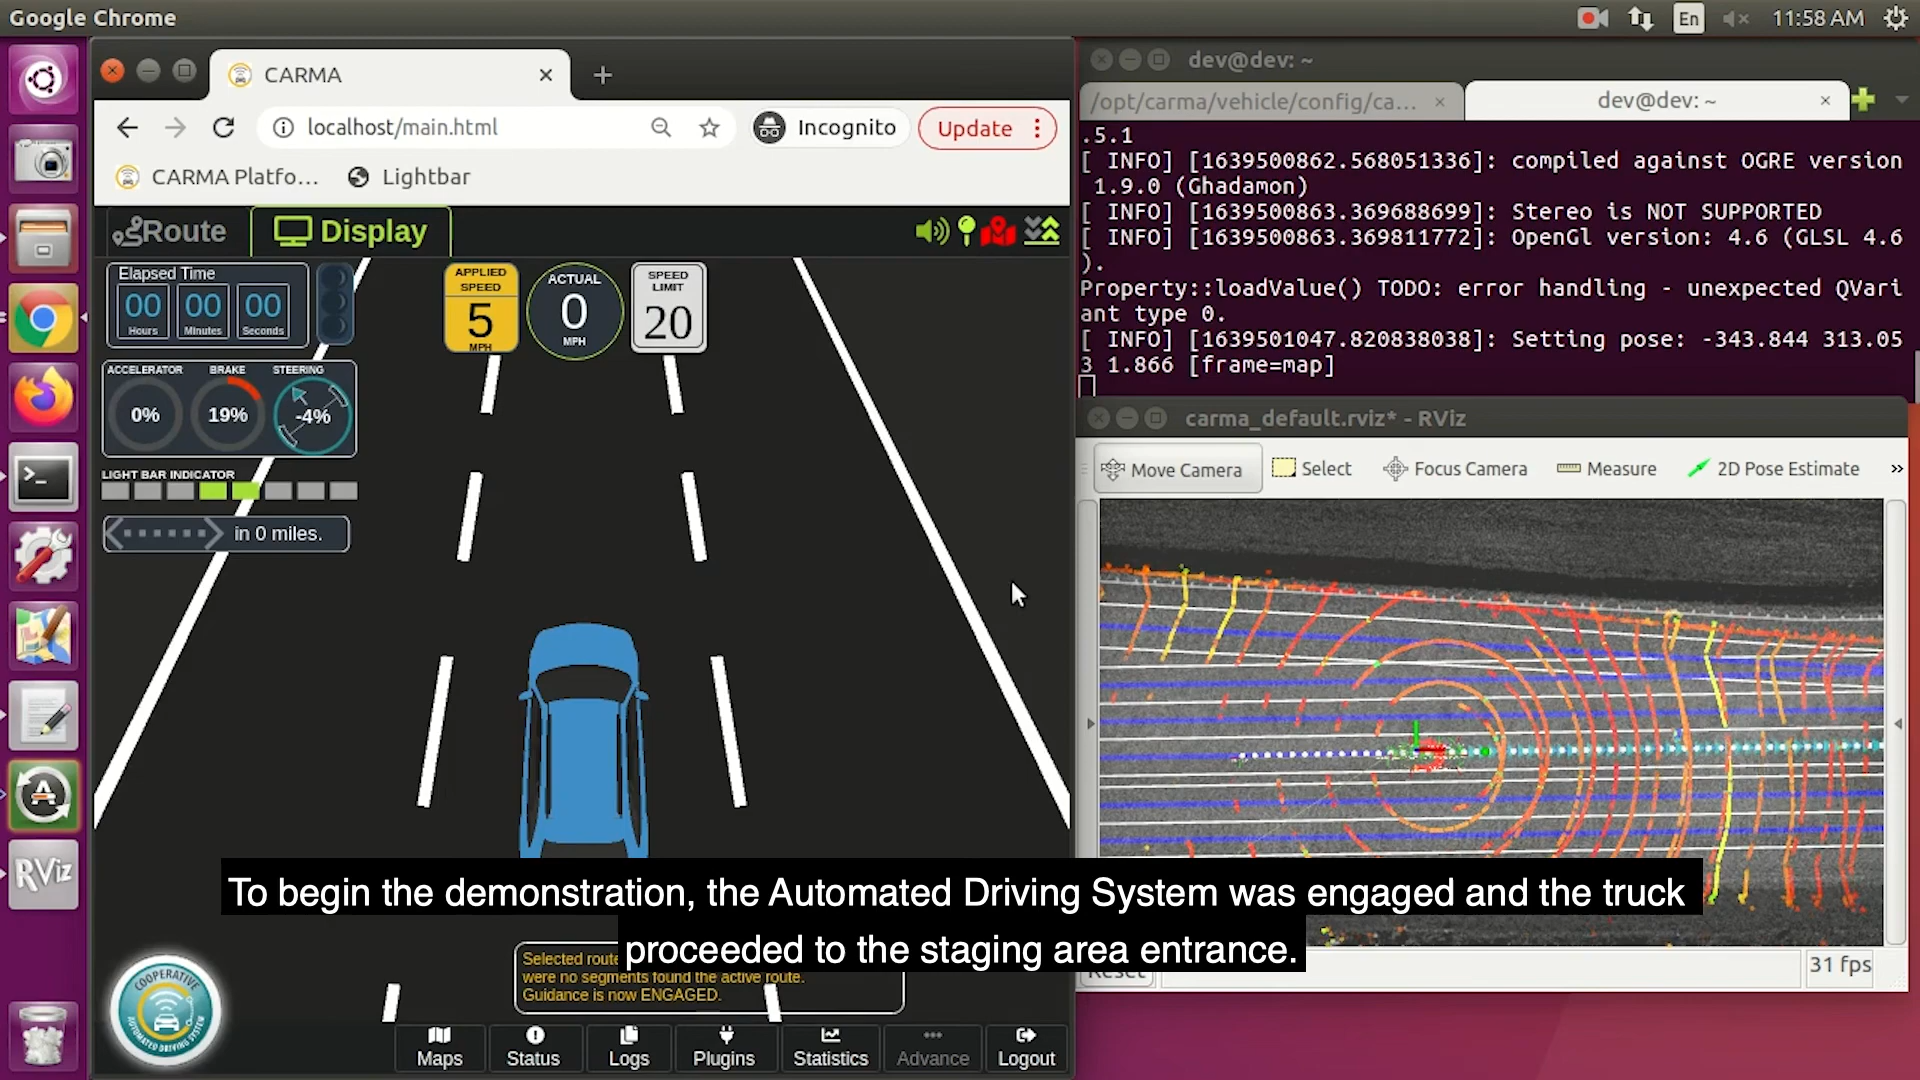 Google Chrome
En
11:58 AM
CARMA
localhost/main.html
Incognito
Update
CARMA Platfo...
Lightbar
Route
Display
Elapsed Time
00
00
00
Hours
Minutes
Seconds
APPLIED
SPEED
5
MPH
ACTUAL
0
MPH
SPEED
LIMIT
20
ACCELERATOR
BRAKE
STEERING
0%
19%
-4%
LIGHT BAR INDICATOR
in 0 miles.
Selected route
were no segments found the active route.
Guidance is now ENGAGED.
COOPERATIVE
AUTOMATED DRIVING SYSTEM
Maps
Status
Logs
Plugins
Statistics
Advance
Logout
dev@dev: ~
/opt/carma/vehicle/config/ca...
dev@dev: ~
.5.1
[ INFO] [1639500862.568051336]: compiled against OGRE version
1.9.0 (Ghadamon)
[ INFO] [1639500863.369688699]: Stereo is NOT SUPPORTED
[ INFO] [1639500863.369811772]: OpenGl version: 4.6 (GLSL 4.6
).
Property::loadValue() TODO: error handling - unexpected QVari
ant type 0.
[ INFO] [1639501047.820838038]: Setting pose: -343.844 313.05
3 1.866 [frame=map]
carma_default.rviz* - RViz
Move Camera
Select
Focus Camera
Measure
2D Pose Estimate
Reset
31 fps
RViz
To begin the demonstration, the Automated Driving System was engaged and the truck
proceeded to the staging area entrance.